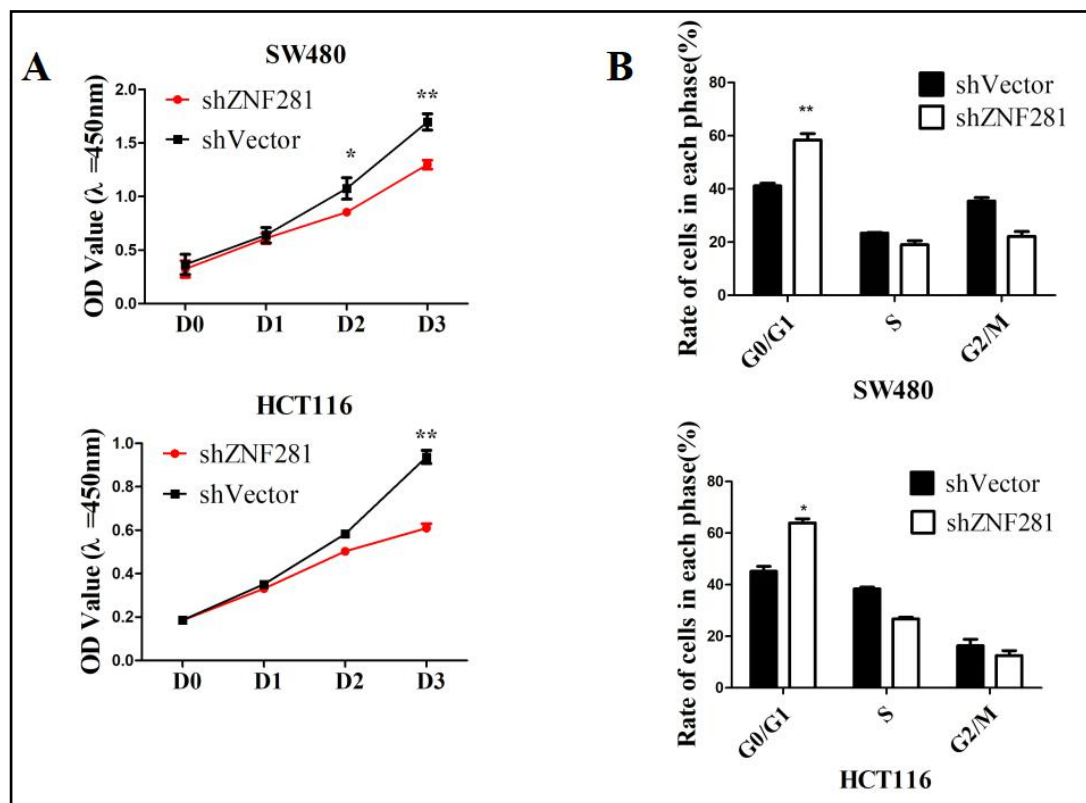 A
SW480
shZNF281
shVector
OD Value (λ =450nm)
2.0
1.5
1.0
0.5
0.0
*
**
D0 D1 D2 D3
HCT116
shZNF281
shVector
OD Value (λ =450nm)
1.0
0.8
0.6
0.4
0.2
0.0
**
D0 D1 D2 D3
B
shVector
shZNF281
Rate of cells in each phase(%)
80
60
40
20
0
**
G0/G1 S G2/M
SW480
shVector
shZNF281
Rate of cells in each phase(%)
80
60
40
20
0
*
G0/G1 S G2/M
HCT116